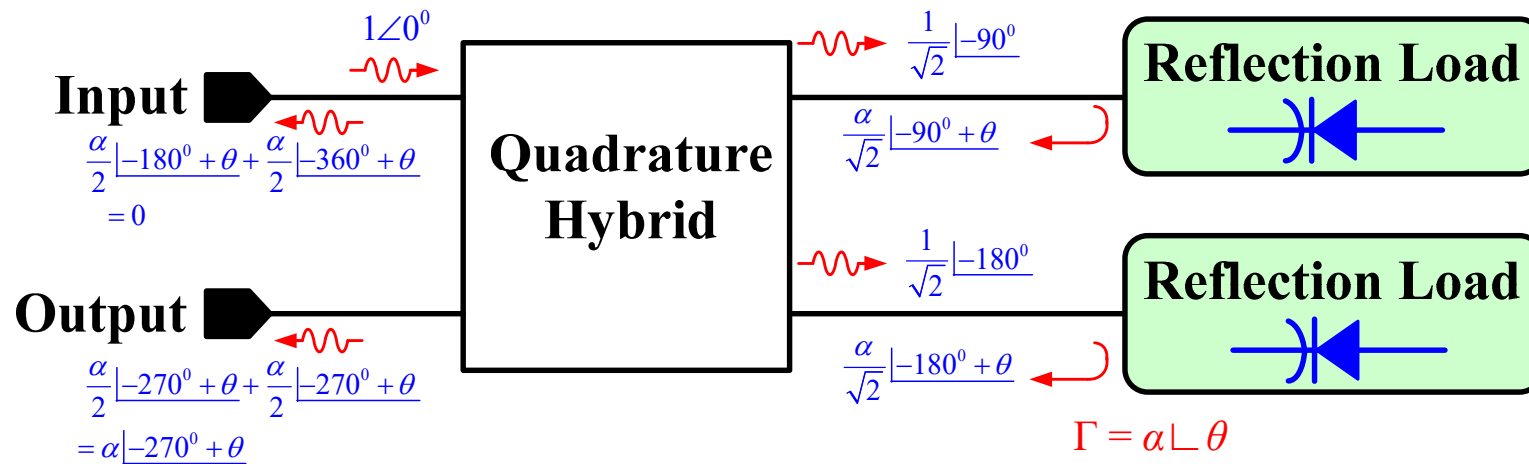 1∠0⁰
Input
α/2 |-180⁰ + θ + α/2 |-360⁰ + θ
= 0
Output
α/2 |-270⁰ + θ + α/2 |-270⁰ + θ
= α |-270⁰ + θ
Quadrature
Hybrid
1/√2 |-90⁰
α/√2 |-90⁰ + θ
1/√2 |-180⁰
α/√2 |-180⁰ + θ
Reflection Load
Reflection Load
Γ = α∟θ